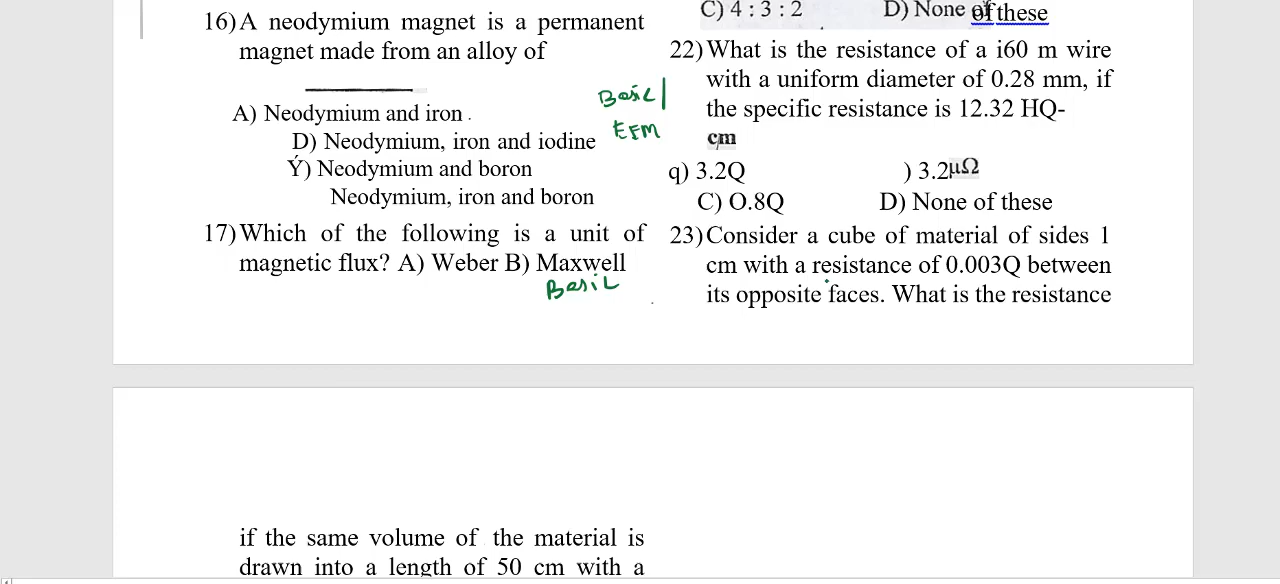 16) A neodymium magnet is a permanent
magnet made from an alloy of
A) Neodymium and iron .
D) Neodymium, iron and iodine
Ý) Neodymium and boron
Neodymium, iron and boron
17) Which of the following is a unit of
magnetic flux? A) Weber B) Maxwell
Basic/
EFM
Basic
C) 4 : 3 : 2 D) None of these
22) What is the resistance of a i60 m wire
with a uniform diameter of 0.28 mm, if
the specific resistance is 12.32 HQ-
cm
q) 3.2Q ) 3.2μΩ
C) O.8Q D) None of these
23) Consider a cube of material of sides 1
cm with a resistance of 0.003Q between
its opposite faces. What is the resistance
if the same volume of the material is
drawn into a length of 50 cm with a